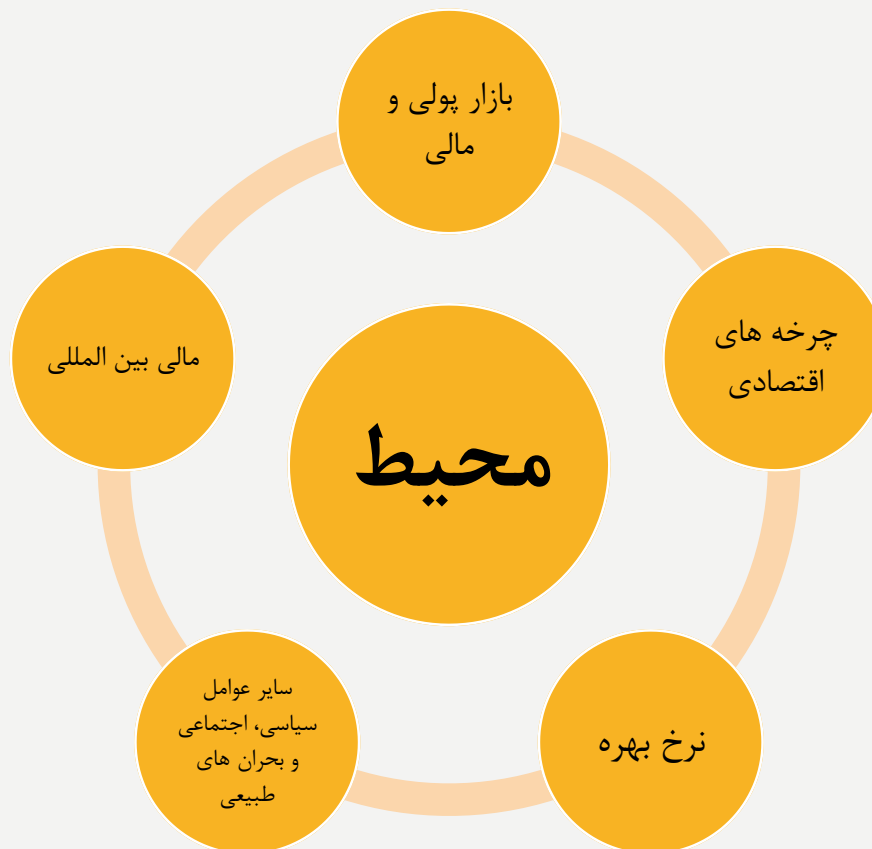 بازار پولی و
مالی
چرخه های
اقتصادی
مالی بین المللی
محیط
نرخ بهره
سایر عوامل
سیاسی، اجتماعی
و بحران های
طبیعی